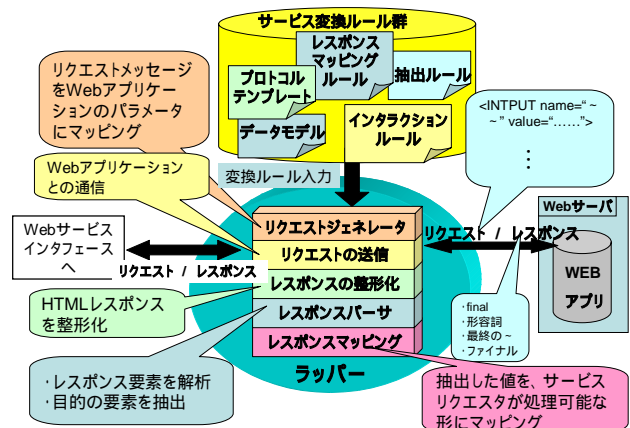 サービス変換ルール群
レスポンス
マッピング
ルール
抽出ルール
プロトコル
テンプレート
データモデル
インタラクション
ルール
リクエストメッセージ
をWebアプリケー
ションのパラメータ
にマッピング
<INTPUT name=“~
~” value=“……”>
⋮
Webアプリケーション
との通信
変換ルール入力
Webサービス
インタフェース
へ
リクエスト / レスポンス
リクエストジェネレータ
リクエストの送信
レスポンスの整形化
レスポンスパーサ
レスポンスマッピング
ラッパー
リクエスト / レスポンス
Webサーバ
WEB
アプリ
HTMLレスポンス
を整形化
・final
・形容詞
・最終の~
・ファイナル
・レスポンス要素を解析
・目的の要素を抽出
抽出した値を、サービス
リクエスタが処理可能な
形にマッピング